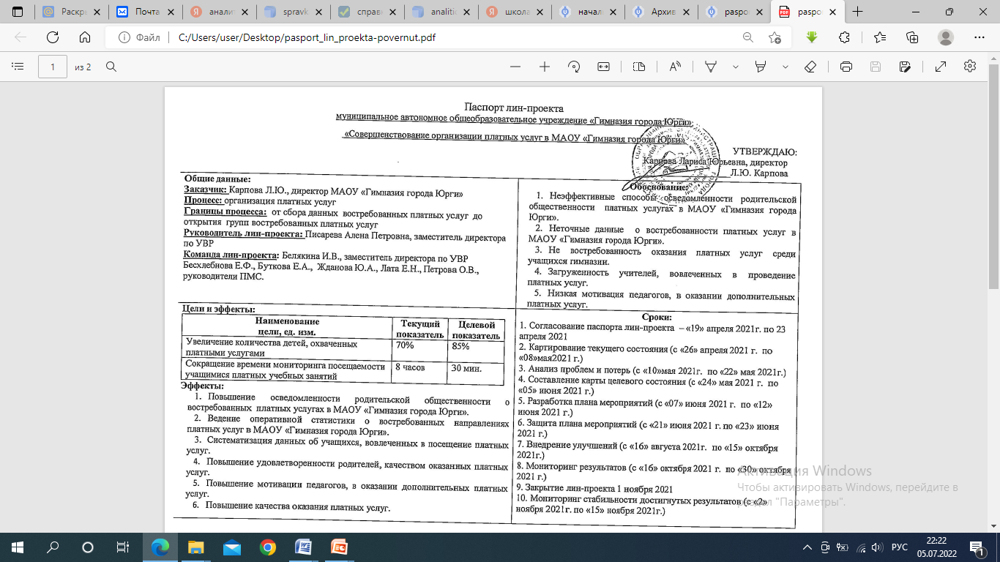 Раскры
Почта
аналит
spravk
справк
analitic
школа
начал
Архив
paspor
paspor
Файл
C:/Users/user/Desktop/pasport_lin_proekta-povernut.pdf
1
из 2
Паспорт лин-проекта
муниципальное автономное общеобразовательное учреждение «Гимназия города Юрги»
«Совершенствование организации платных услуг в МАОУ «Гимназия города Юрги»
УТВЕРЖДАЮ:
Карпова Лариса Юрьевна, директор
Л.Ю. Карпова
Общие данные:
Заказчик: Карпова Л.Ю., директор МАОУ «Гимназия города Юрги»
Процесс: организация платных услуг
Границы процесса: от сбора данных востребованных платных услуг до
открытия групп востребованных платных услуг
Руководитель лин-проекта: Писарева Алена Петровна, заместитель директора
по УВР
Команда лин-проекта: Белякина И.В., заместитель директора по УВР
Бесхлебнова Е.Ф., Буткова Е.А., Жданова Ю.А., Лата Е.Н., Петрова О.В.,
руководители ПМС.
Обоснование:
1. Неэффективные способы осведомленности родительской
общественности платных услугах в МАОУ «Гимназия города
Юрги».
2. Неточные данные о востребованности платных услуг в
МАОУ «Гимназия города Юрги».
3. Не востребованность оказания платных услуг среди
учащихся гимназии.
4. Загруженность учителей, вовлеченных в проведение
платных услуг.
5. Низкая мотивация педагогов, в оказании дополнительных
платных услуг.
Цели и эффекты:
Наименование
цели, ед. изм.
Текущий
показатель
Целевой
показатель
Увеличение количества детей, охваченных
платными услугами
70%
85%
Сокращение времени мониторинга посещаемости
учащимися платных учебных занятий
8 часов
30 мин.
Эффекты:
1. Повышение осведомленности родительской общественности о
востребованных платных услугах в МАОУ «Гимназия города Юрги».
2. Ведение оперативной статистики о востребованных направлениях
платных услуг в МАОУ «Гимназия города Юрги».
3. Систематизация данных об учащихся, вовлеченных в посещение платных
услуг.
4. Повышение удовлетворенности родителей, качеством оказанных платных
услуг.
5. Повышение мотивации педагогов, в оказании дополнительных платных
услуг.
6. Повышение качества оказания платных услуг.
Сроки:
1. Согласование паспорта лин-проекта – «19» апреля 2021г. по 23
апреля 2021
2. Картирование текущего состояния (с «26» апреля 2021 г. по
«08»мая2021 г.)
3. Анализ проблем и потерь (с «10»мая 2021г. по «22» мая 2021г.)
4. Составление карты целевого состояния (с «24» мая 2021 г. по
«05» июня 2021 г.)
5. Разработка плана мероприятий (с «07» июня 2021 г. по «12»
июня 2021 г.)
6. Защита плана мероприятий (с «21» июня 2021 г. по «23» июня
2021 г.)
7. Внедрение улучшений (с «16» августа 2021г. по «15» октября
2021г.)
8. Мониторинг результатов (с «16» октября 2021 г. по «30» октября
2021 г.)
9. Закрытие лин-проекта 1 ноября 2021
10. Мониторинг стабильности достигнутых результатов (с «2»
ноября 2021г. по «15» ноября 2021г.)
Активация Windows
Чтобы активировать Windows, перейдите в
раздел "Параметры".
РУС
22:22
05.07.2022
1